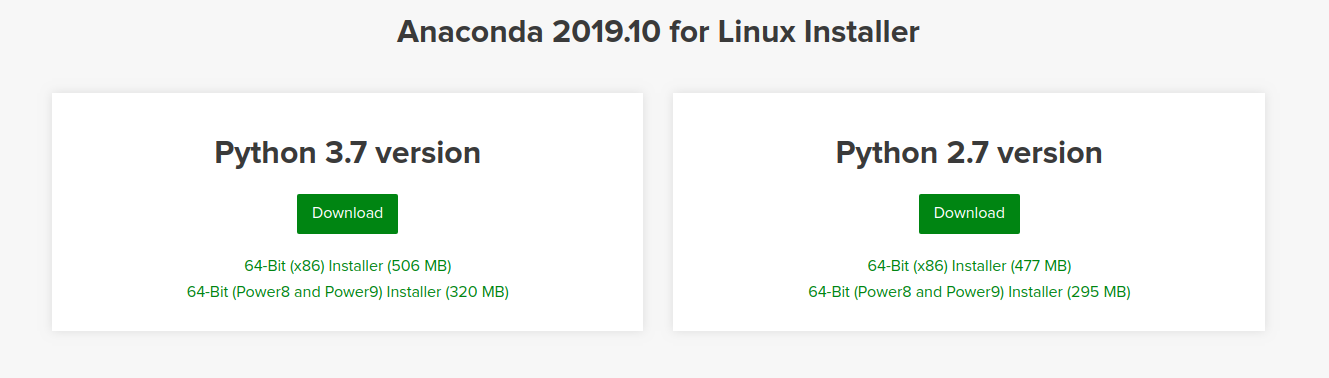 Anaconda 2019.10 for Linux Installer
Python 3.7 version
Download
64-Bit (x86) Installer (506 MB)
64-Bit (Power8 and Power9) Installer (320 MB)
Python 2.7 version
Download
64-Bit (x86) Installer (477 MB)
64-Bit (Power8 and Power9) Installer (295 MB)